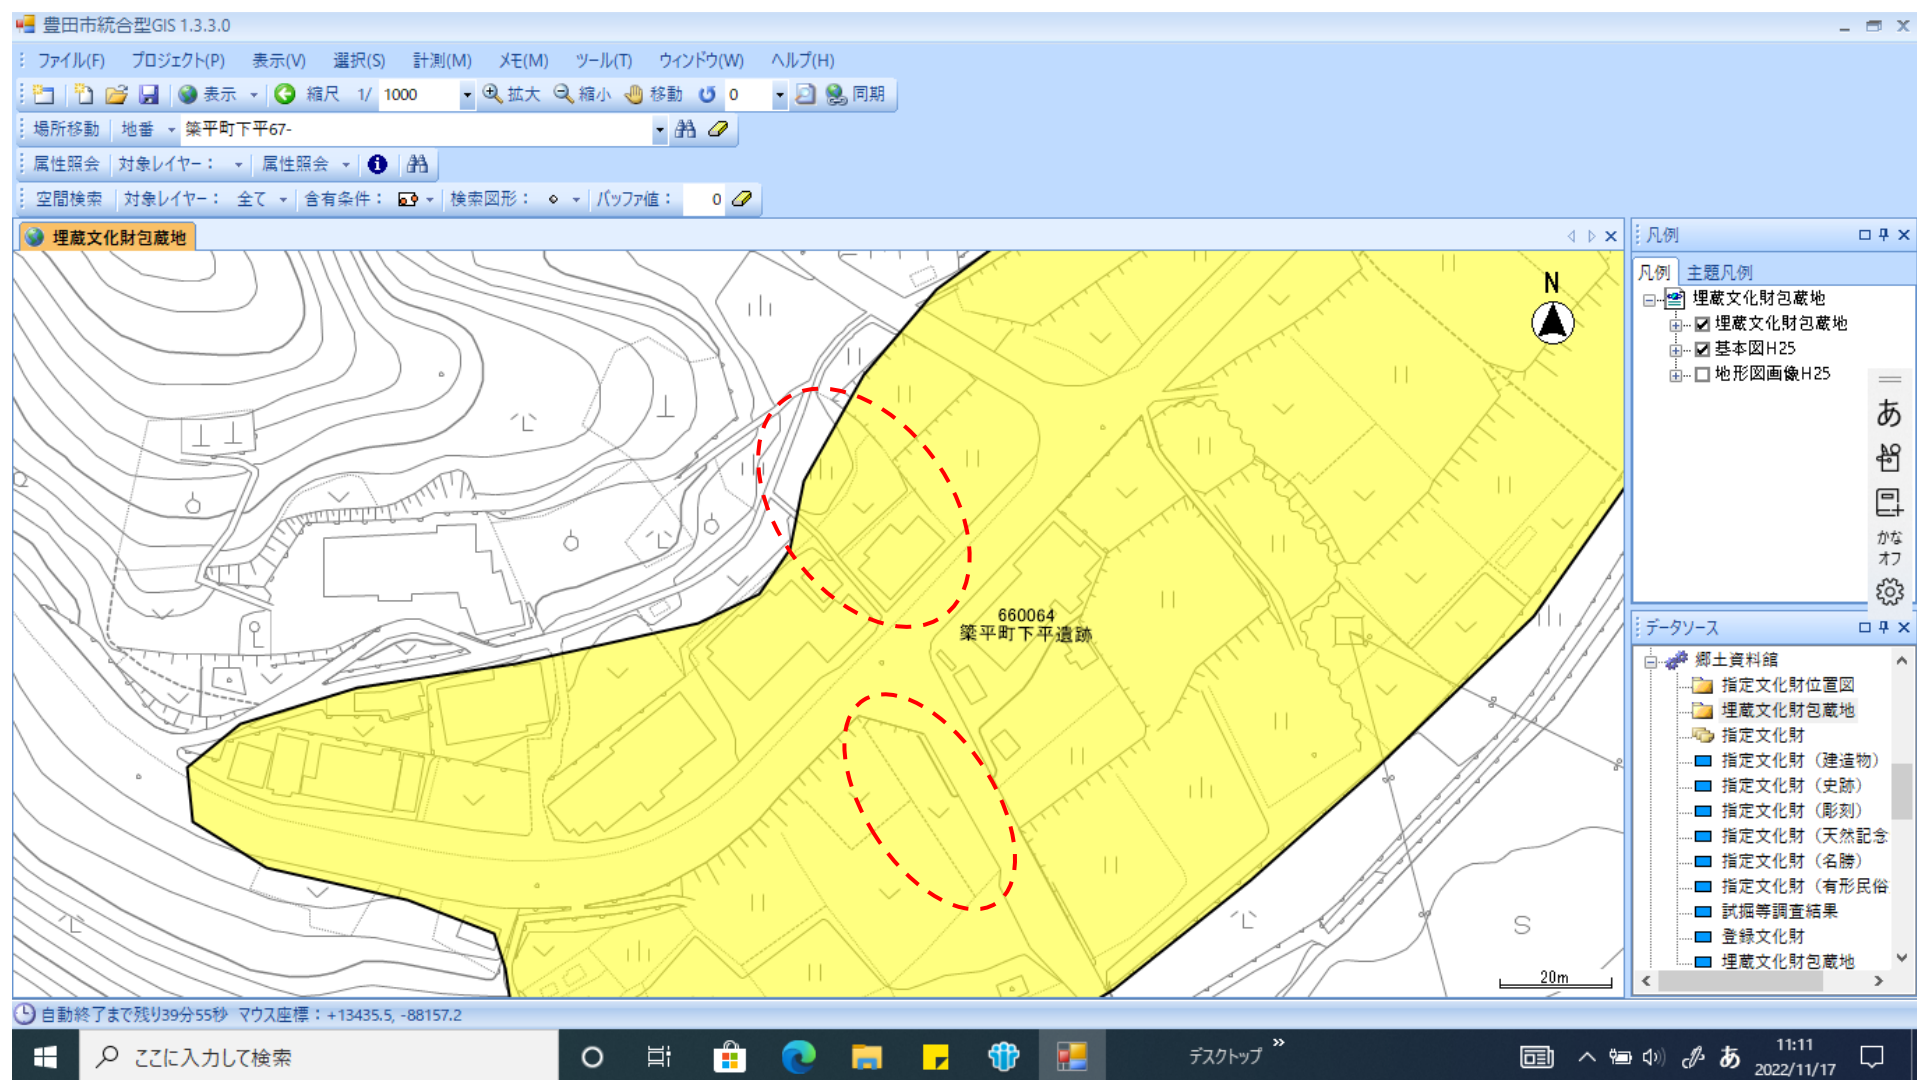 豊田市統合型GIS 1.3.3.0
ファイル(F) プロジェクト(P) 表示(V) 選択(S) 計測(M) メモ(M) ツール(T) ウィンドウ(W) ヘルプ(H)
表示 縮尺 1/ 1000 拡大 縮小 移動 0 同期
場所移動 地番 簗平町下平67-
属性照会 対象レイヤー： 属性照会
空間検索 対象レイヤー： 全て 含有条件： 検索図形： バッファ値： 0
埋蔵文化財包蔵地
N
660064
簗平町下平遺跡
S
20m
凡例
凡例 主題凡例
埋蔵文化財包蔵地
埋蔵文化財包蔵地
基本図H25
地形図画像H25
あ
かな
オフ
データソース
郷土資料館
指定文化財位置図
埋蔵文化財包蔵地
指定文化財
指定文化財（建造物）
指定文化財（史跡）
指定文化財（彫刻）
指定文化財（天然記念
指定文化財（名勝）
指定文化財（有形民俗
試掘等調査結果
登録文化財
埋蔵文化財包蔵地
自動終了まで残り39分55秒 マウス座標：+13435.5, -88157.2
ここに入力して検索
デスクトップ
あ
11:11
2022/11/17